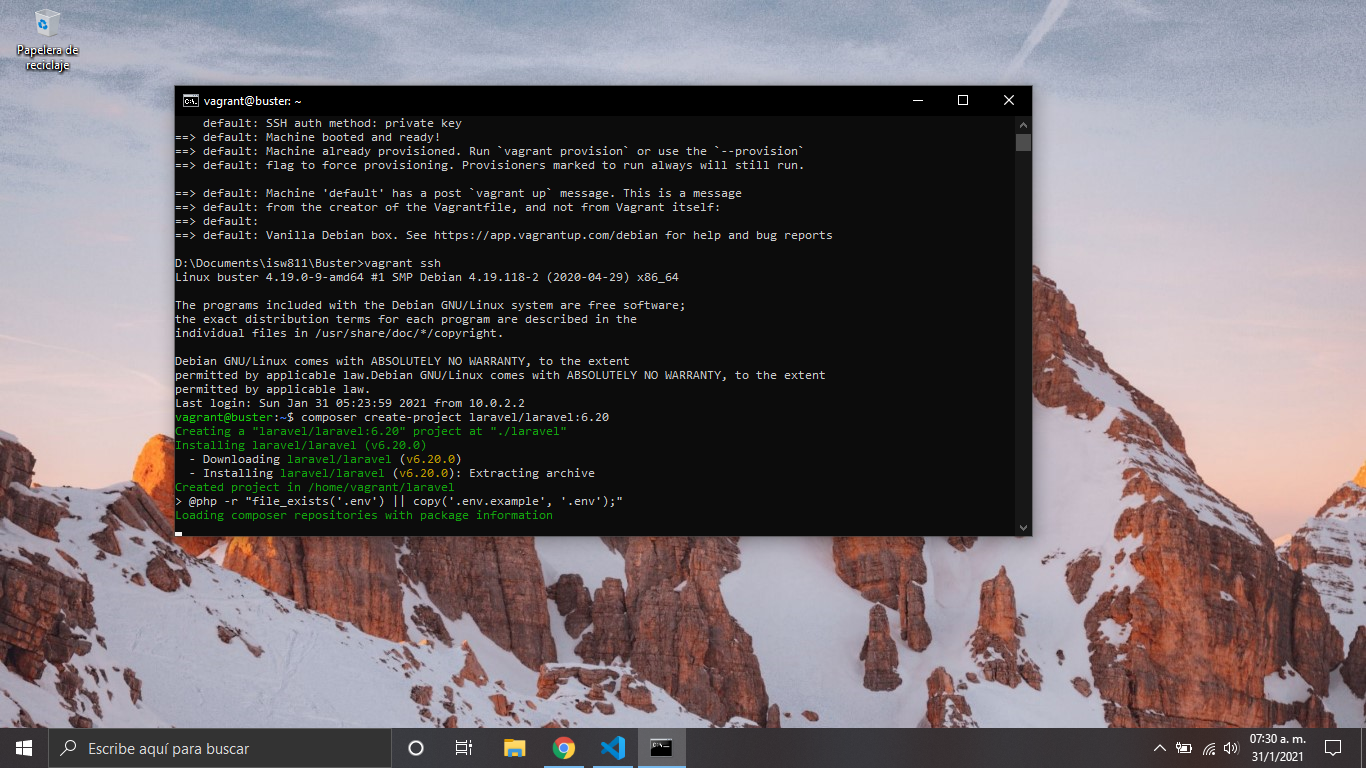 Papelera de
reciclaje
vagrant@buster: ~
default: SSH auth method: private key
==> default: Machine booted and ready!
==> default: Machine already provisioned. Run `vagrant provision` or use the `--provision`
==> default: flag to force provisioning. Provisioners marked to run always will still run.
==> default: Machine 'default' has a post `vagrant up` message. This is a message
==> default: from the creator of the Vagrantfile, and not from Vagrant itself:
==> default:
==> default: Vanilla Debian box. See https://app.vagrantup.com/debian for help and bug reports
D:\Documents\isw811\Buster>vagrant ssh
Linux buster 4.19.0-9-amd64 #1 SMP Debian 4.19.118-2 (2020-04-29) x86_64
The programs included with the Debian GNU/Linux system are free software;
the exact distribution terms for each program are described in the
individual files in /usr/share/doc/*/copyright.
Debian GNU/Linux comes with ABSOLUTELY NO WARRANTY, to the extent
permitted by applicable law.Debian GNU/Linux comes with ABSOLUTELY NO WARRANTY, to the extent
permitted by applicable law.
Last login: Sun Jan 31 05:23:59 2021 from 10.0.2.2
vagrant@buster:~$ composer create-project laravel/laravel:6.20
Creating a "laravel/laravel:6.20" project at "./laravel"
Installing laravel/laravel (v6.20.0)
- Downloading laravel/laravel (v6.20.0)
- Installing laravel/laravel (v6.20.0): Extracting archive
Created project in /home/vagrant/laravel
> @php -r "file_exists('.env') || copy('.env.example', '.env');"
Loading composer repositories with package information
Escribe aquí para buscar
07:30 a. m.
31/1/2021